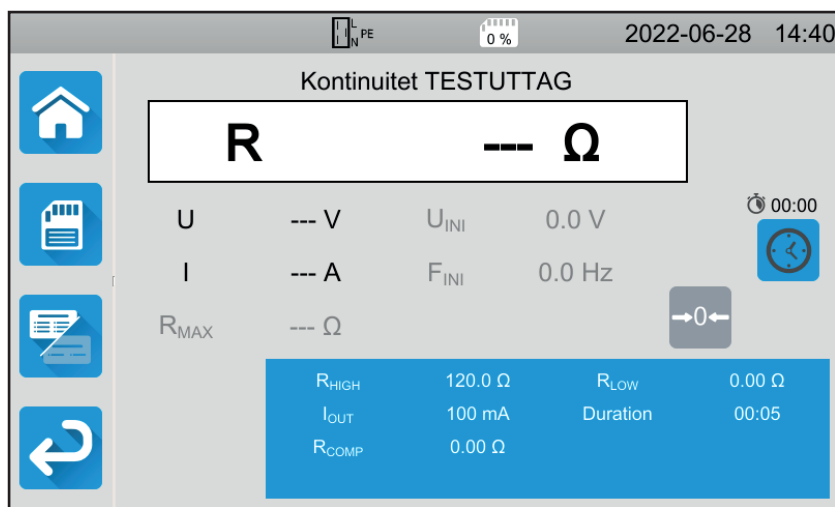 L N PE 0 % 2022-06-28 14:40
Kontinuitet TESTUTTAG
R --- Ω
00:00
U --- V UINI 0.0 V
I --- A FINI 0.0 Hz
→0←
RMAX --- Ω
RHIGH 120.0 Ω RLOW 0.00 Ω
IOUT 100 mA Duration 00:05
RCOMP 0.00 Ω